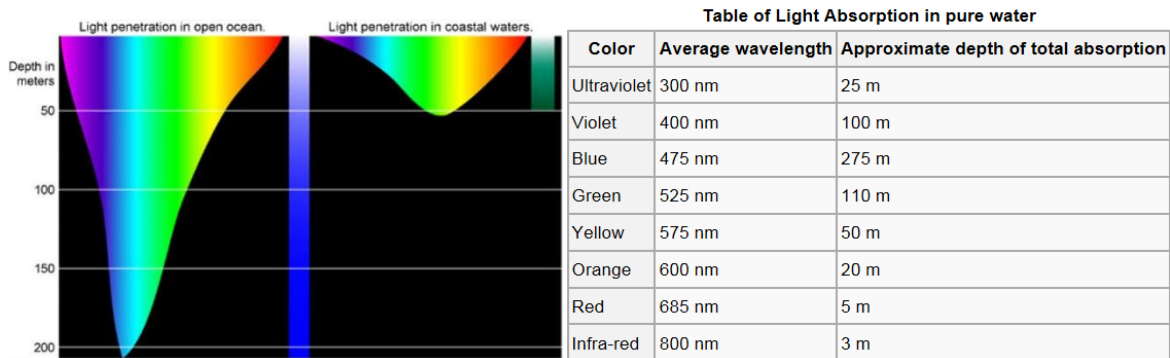 Light penetration in open ocean.
Light penetration in coastal waters.
Depth in
meters
50
100
150
200
Table of Light Absorption in pure water
Color Average wavelength Approximate depth of total absorption
Ultraviolet 300 nm 25 m
Violet 400 nm 100 m
Blue 475 nm 275 m
Green 525 nm 110 m
Yellow 575 nm 50 m
Orange 600 nm 20 m
Red 685 nm 5 m
Infra-red 800 nm 3 m